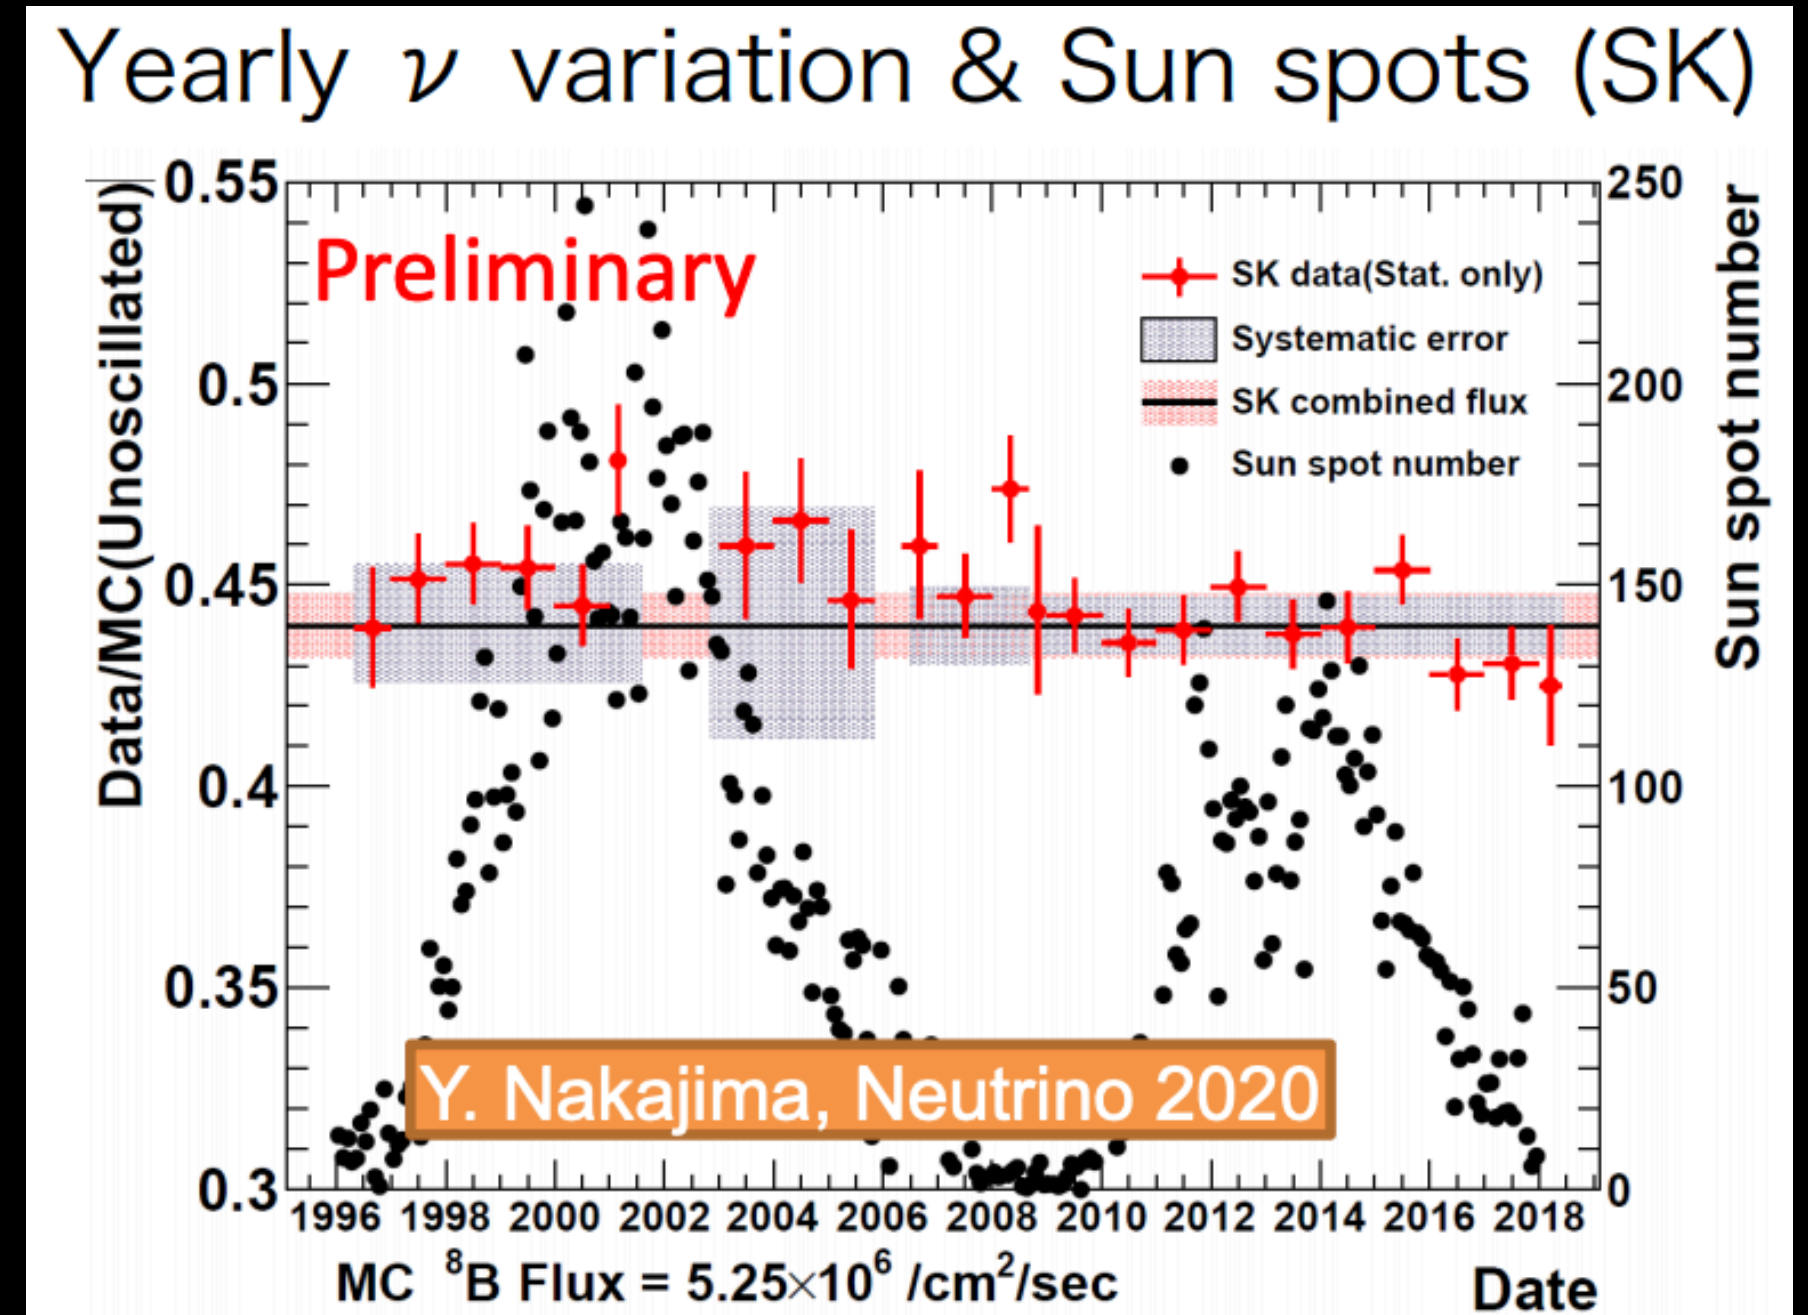 Yearly ν variation & Sun spots (SK)
Data/MC(Unoscillated)
0.55
0.5
0.45
0.4
0.35
0.3
Preliminary
SK data(Stat. only)
Systematic error
SK combined flux
Sun spot number
250
200
150
100
50
0
Sun spot number
Y. Nakajima, Neutrino 2020
1996 1998 2000 2002 2004 2006 2008 2010 2012 2014 2016 2018
MC ⁸B Flux = 5.25×10⁶ /cm²/sec
Date